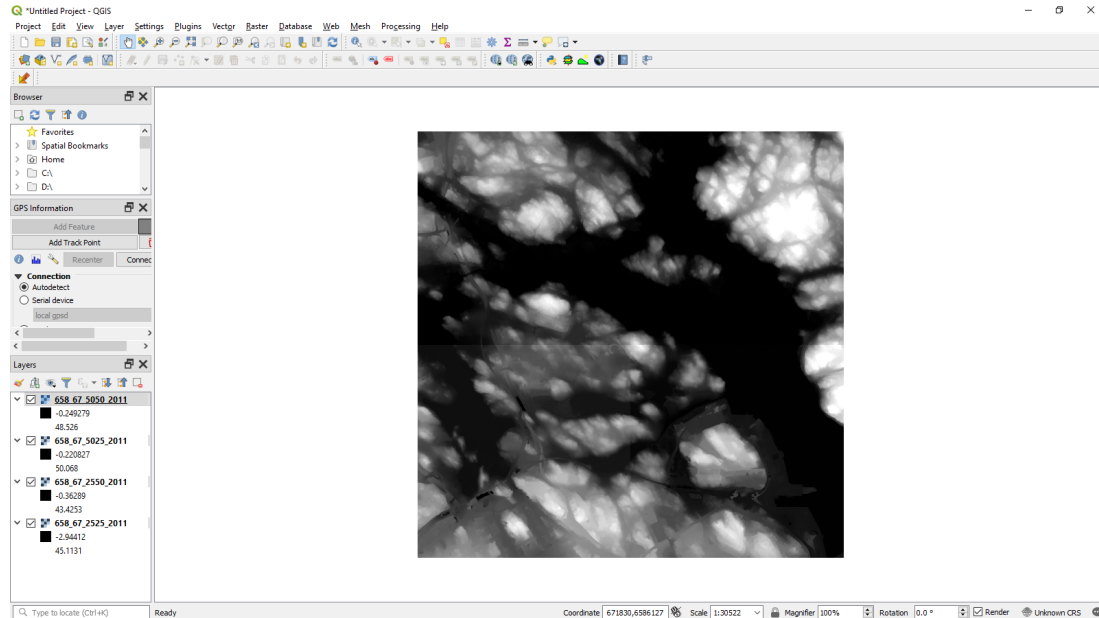 *Untitled Project - QGIS
Project Edit View Layer Settings Plugins Vector Raster Database Web Mesh Processing Help
Browser
Favorites
Spatial Bookmarks
Home
C:\
D:\
GPS Information
Add Feature
Add Track Point
Recenter Connec
Connection
Autodetect
Serial device
local gpsd
Layers
658_67_5050_2011
-0.249279
48.526
658_67_5025_2011
-0.220827
50.068
658_67_2550_2011
-0.36289
43.4253
658_67_2525_2011
-2.94412
45.1131
Type to locate (Ctrl+K) Ready Coordinate 671830,6586127 Scale 1:30522 Magnifier 100% Rotation 0.0 ° Render Unknown CRS